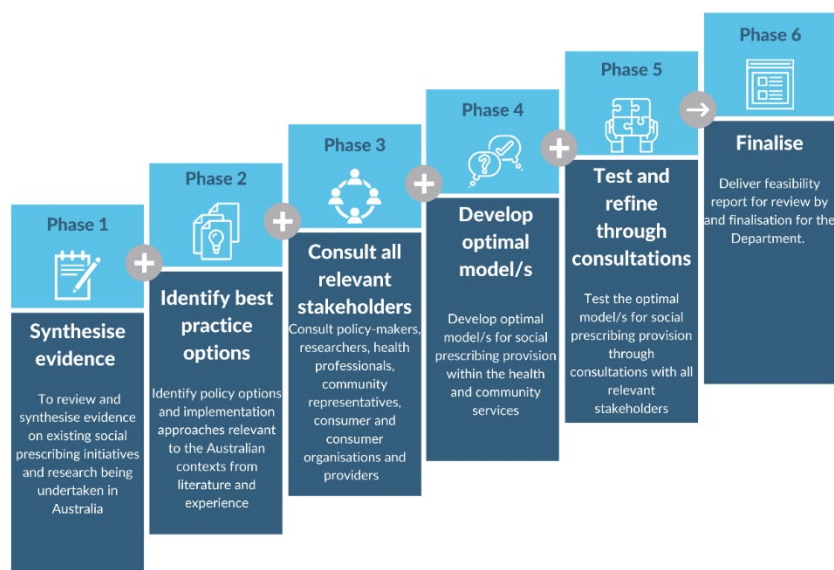 Phase 1
Synthesise
evidence
To review and
synthesise evidence
on existing social
prescribing initiatives
and research being
undertaken in
Australia
Phase 2
Identify best
practice
options
Identify policy options
and implementation
approaches relevant
to the Australian
contexts from
literature and
experience
Phase 3
Consult all
relevant
stakeholders
Consult policy-makers,
researchers, health
professionals,
community
representatives,
consumer and
consumer
organisations and
providers
Phase 4
Develop
optimal
model/s
Develop optimal
model/s for social
prescribing provision
within the health
and community
services
Phase 5
Test and
refine
through
consultations
Test the optimal
model/s for social
prescribing provision
through
consultations with all
relevant
stakeholders
Phase 6
Finalise
Deliver feasibility
report for review by
and finalisation for the
Department.